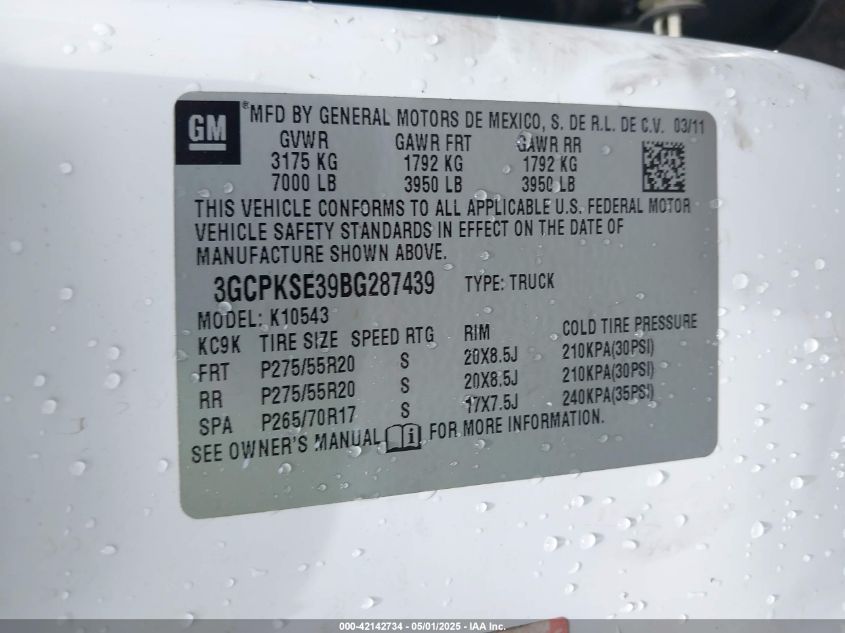 GM ® MFD BY GENERAL MOTORS DE MEXICO, S. DE R.L. DE C.V. 03/11
GVWR GAWR FRT GAWR RR
3175 KG 1792 KG 1792 KG
7000 LB 3950 LB 3950 LB
THIS VEHICLE CONFORMS TO ALL APPLICABLE U.S. FEDERAL MOTOR
VEHICLE SAFETY STANDARDS IN EFFECT ON THE DATE OF
MANUFACTURE SHOWN ABOVE.
3GCPKSE39BG287439 TYPE: TRUCK
MODEL: K10543
KC9K TIRE SIZE SPEED RTG RIM COLD TIRE PRESSURE
FRT P275/55R20 S 20X8.5J 210KPA(30PSI)
RR P275/55R20 S 20X8.5J 210KPA(30PSI)
SPA P265/70R17 S 17X7.5J 240KPA(35PSI)
SEE OWNER'S MANUAL FOR MORE INFORMATION.
000-42142734 - 05/01/2025 - IAA Inc.